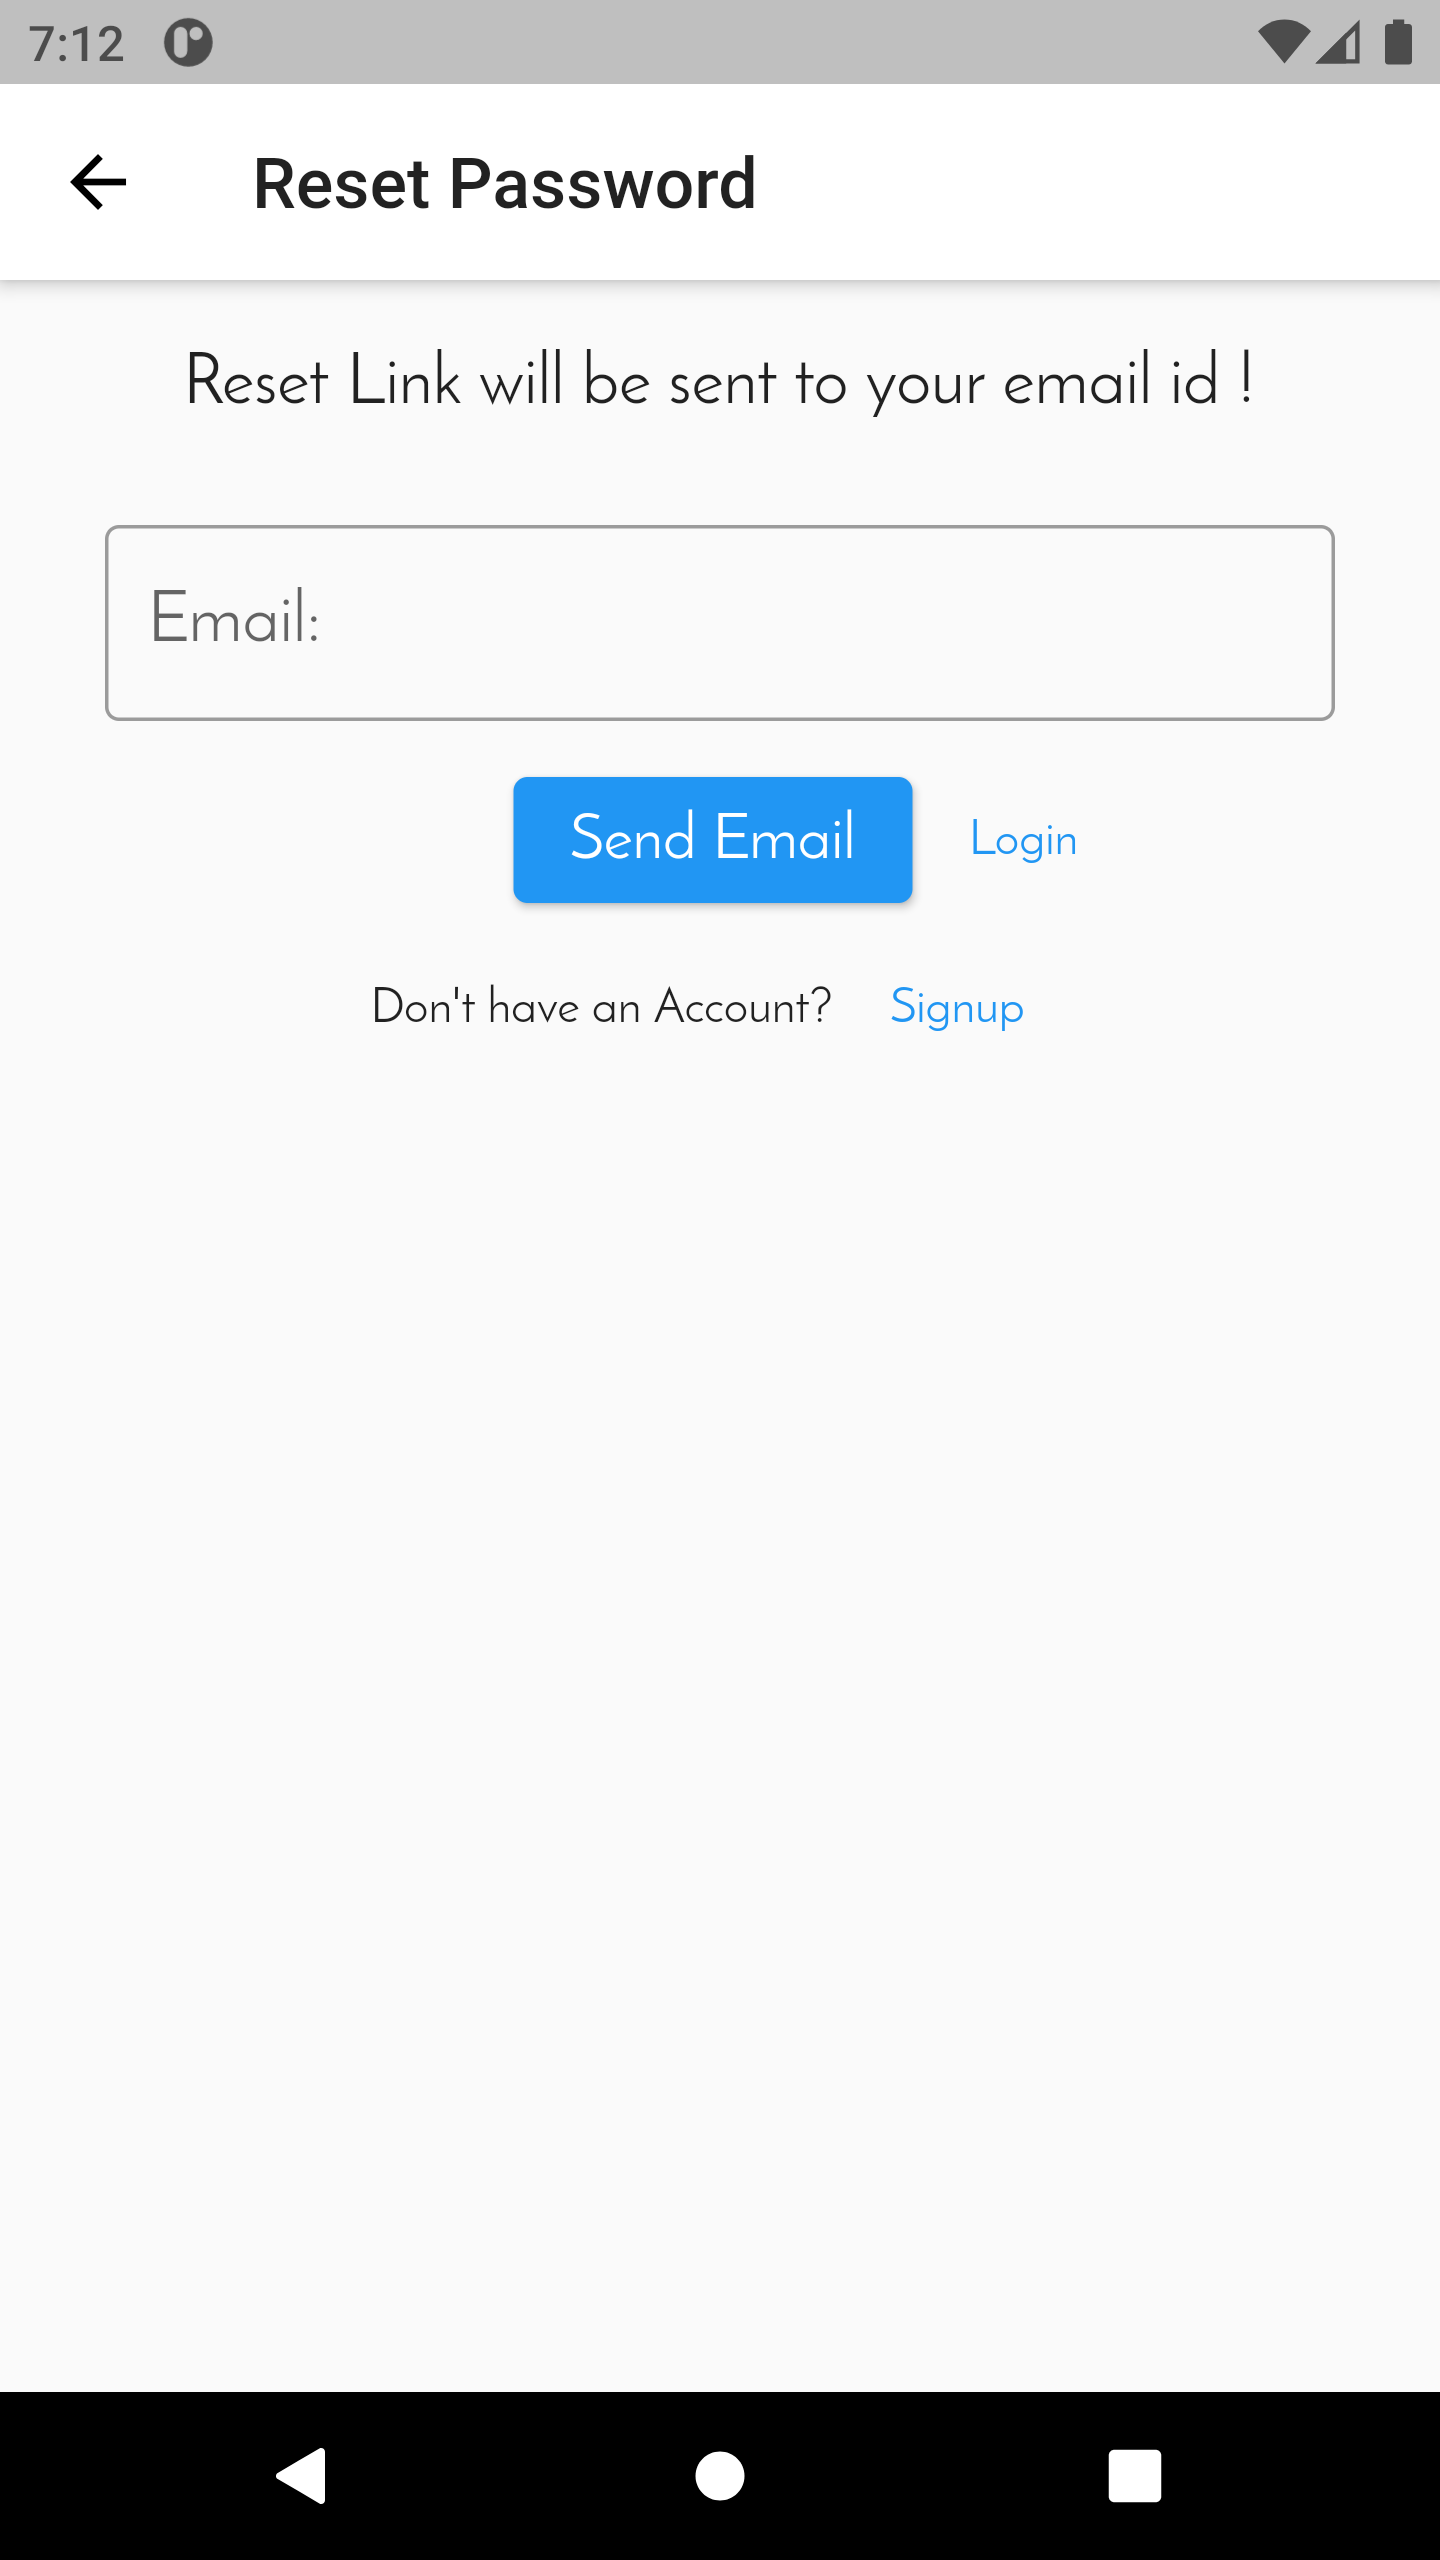 7:12
Reset Password
Reset Link will be sent to your email id !
Email:
Send Email Login
Don't have an Account? Signup